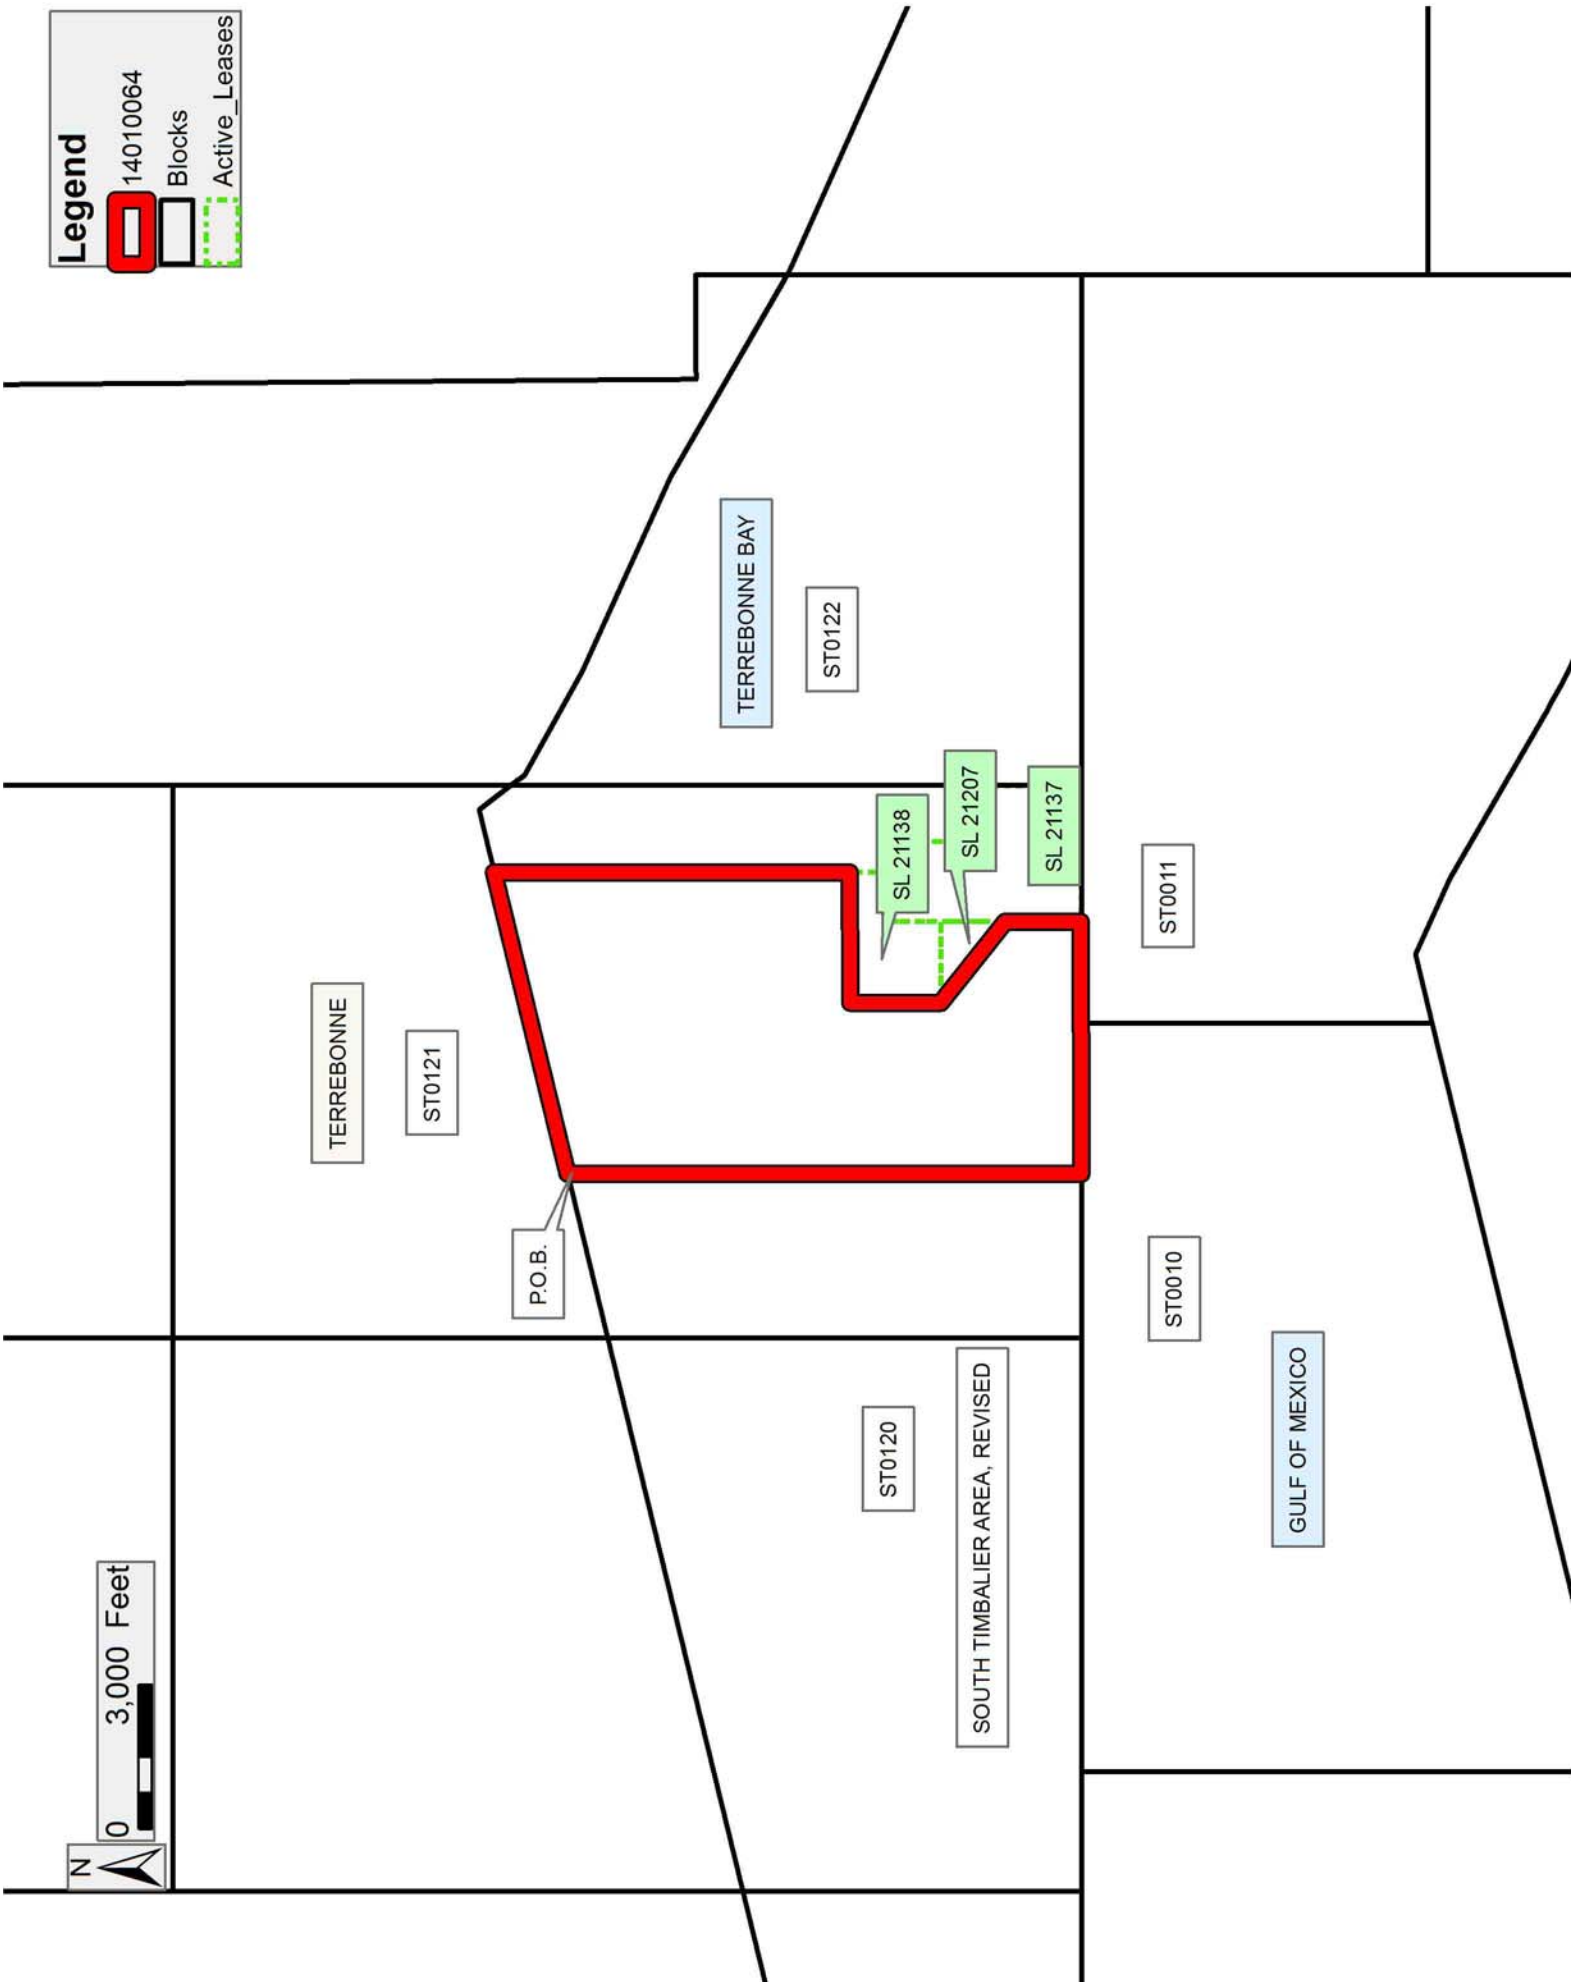 N
0 3,000 Feet
Legend
14010064
Blocks
Active_Leases
TERREBONNE
ST0121
P.O.B.
TERREBONNE BAY
ST0122
SL 21138
SL 21207
SL 21137
ST0120
SOUTH TIMBALIER AREA, REVISED
ST0011
ST0010
GULF OF MEXICO